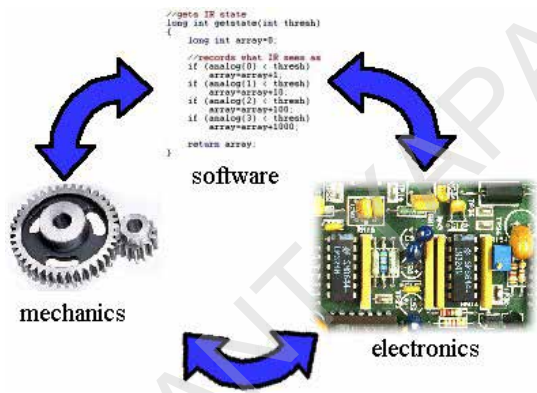 //gets IR state
long int getstate(int thresh)
{
long int array=0;
//records what IR sees as
if (analog(0) < thresh)
array=array+1;
if (analog(1) < thresh)
array=array+10;
if (analog(2) < thresh)
array=array+100;
if (analog(3) < thresh)
array=array+1000;
return array;
}
software
mechanics
electronics